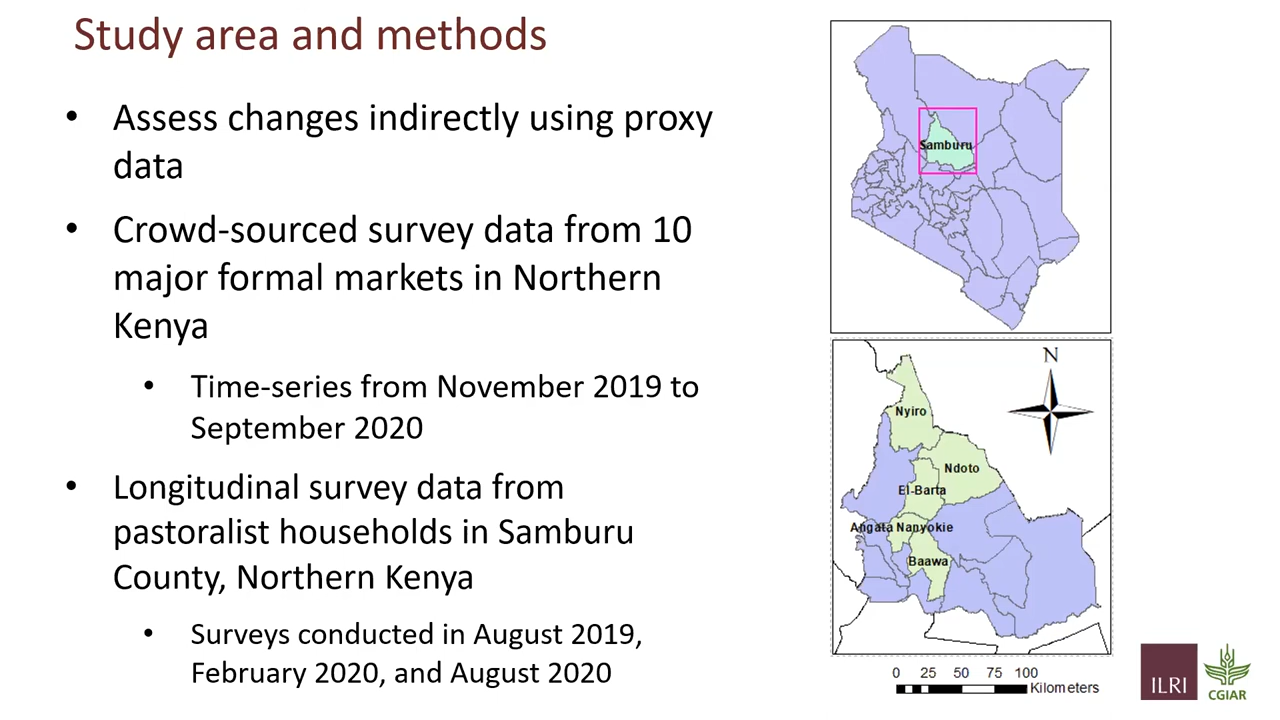 Study area and methods
• Assess changes indirectly using proxy
data
• Crowd-sourced survey data from 10
major formal markets in Northern
Kenya
• Time-series from November 2019 to
September 2020
• Longitudinal survey data from
pastoralist households in Samburu
County, Northern Kenya
• Surveys conducted in August 2019,
February 2020, and August 2020
Samburu
N
Nyiro
Ndoto
El-Barta
Angata Nanyokie
Baawa
0 25 50 75 100
Kilometers
ILRI
CGIAR